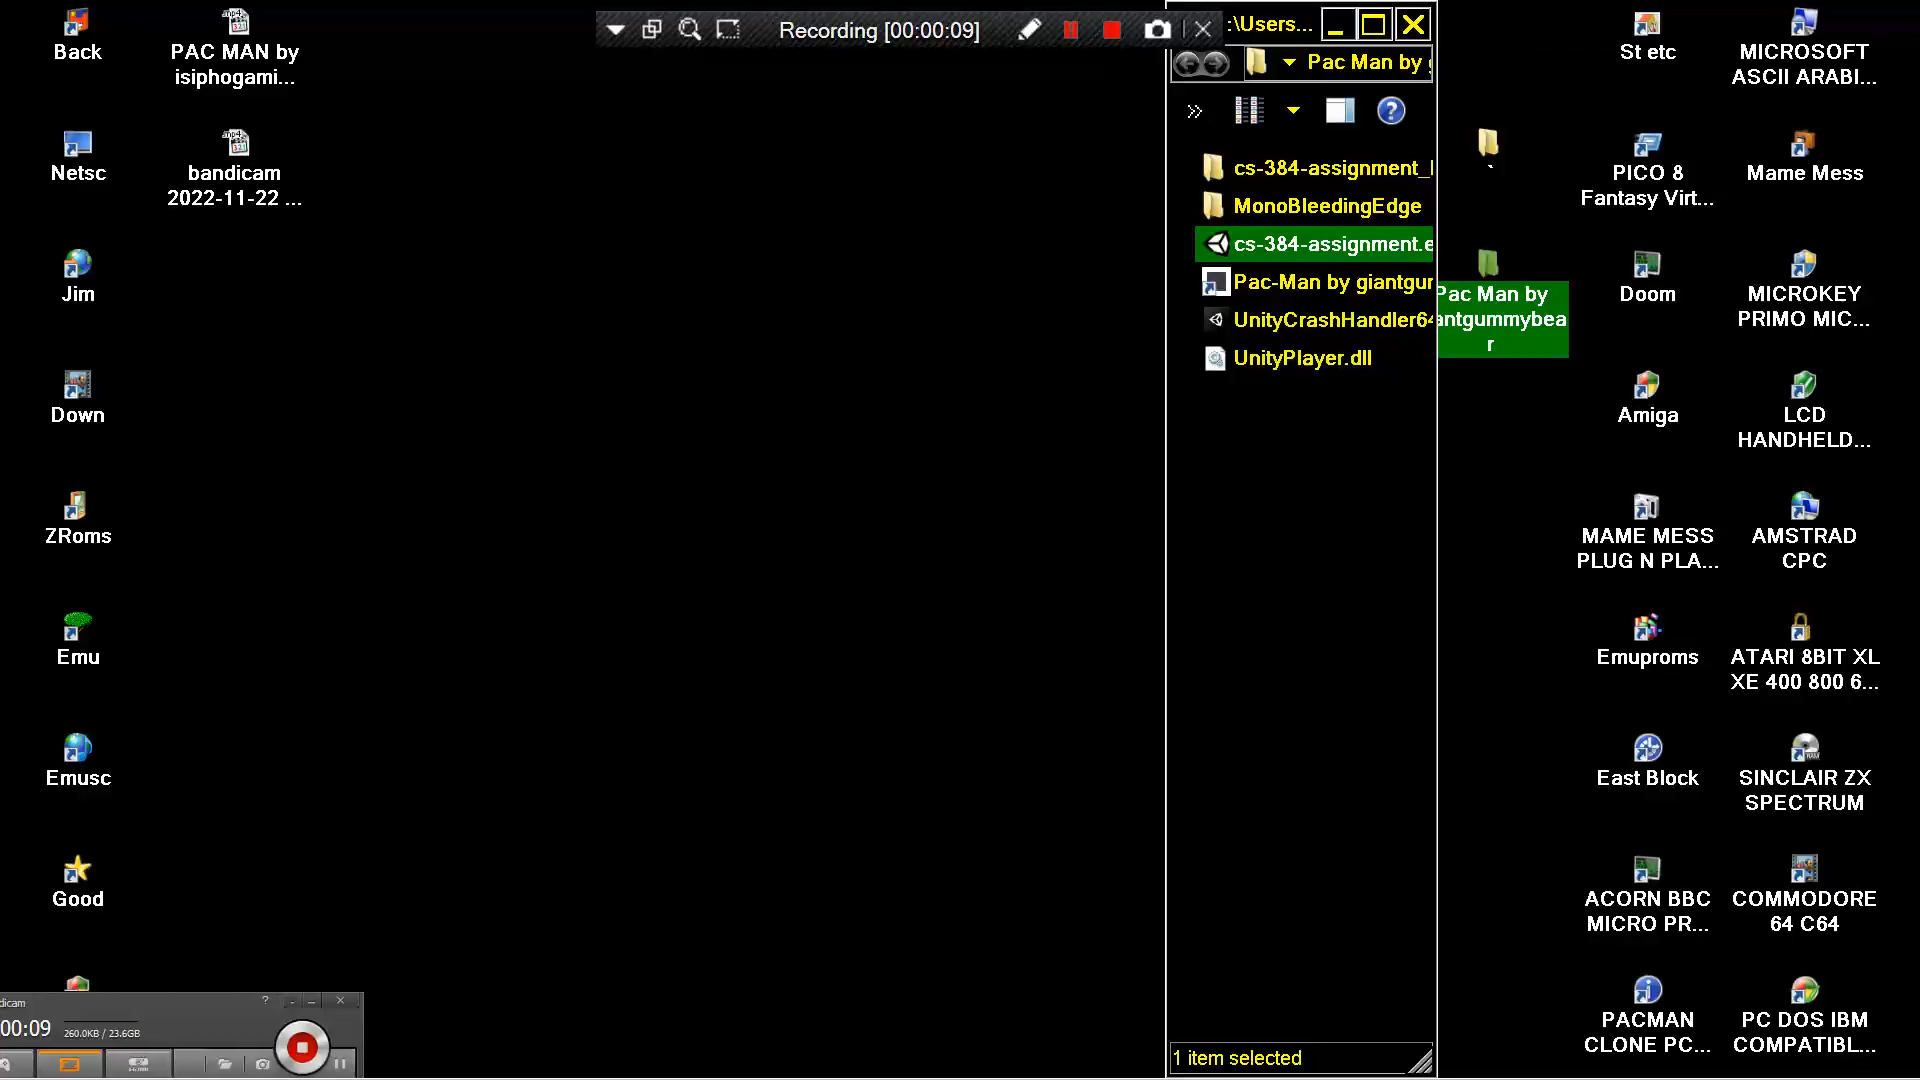 Back
PAC MAN by
isiphogami...
Netsc
bandicam
2022-11-22 ...
Jim
Down
ZRoms
Emu
Emusc
Good
Recording [00:00:09]
:\Users...
Pac Man by
cs-384-assignment_
MonoBleedingEdge
cs-384-assignment.e
Pac-Man by giantgur
UnityCrashHandler64
UnityPlayer.dll
1 item selected
`
Pac Man by
antgummybea
r
St etc
MICROSOFT
ASCII ARABI...
PICO 8
Fantasy Virt...
Mame Mess
Doom
MICROKEY
PRIMO MIC...
Amiga
LCD
HANDHELD...
MAME MESS
PLUG N PLA...
AMSTRAD
CPC
Emuproms
ATARI 8BIT XL
XE 400 800 6...
East Block
SINCLAIR ZX
SPECTRUM
ACORN BBC
MICRO PR...
COMMODORE
64 C64
PACMAN
CLONE PC...
PC DOS IBM
COMPATIBL...
dicam
00:09
260.0KB / 23.6GB